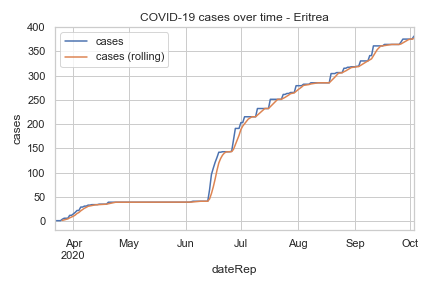 COVID-19 cases over time - Eritrea
cases
cases (rolling)
400
350
300
250
200
150
100
50
0
cases
Apr May Jun Jul Aug Sep Oct
2020
dateRep